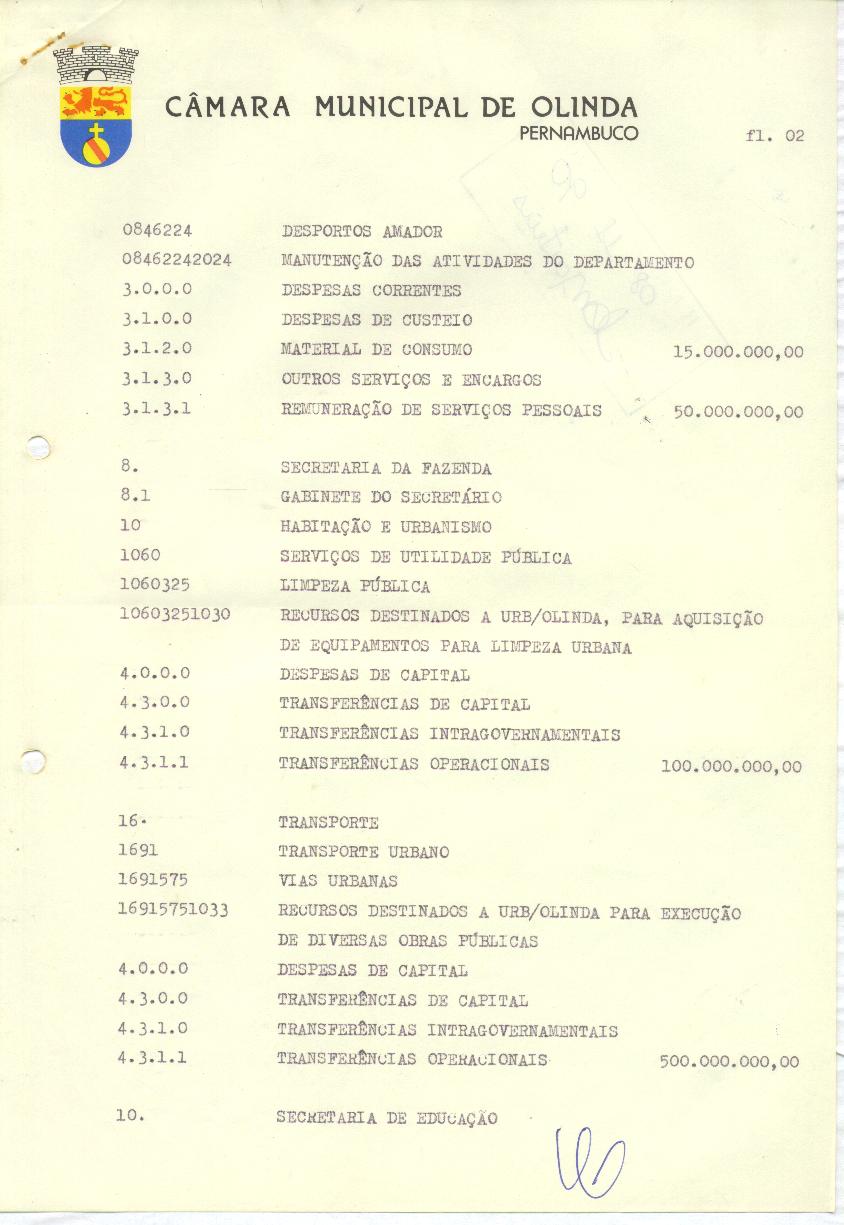 CÂMARA MUNICIPAL DE OLINDA
PERNAMBUCO
fl. 02
0846224 DESPORTOS AMADOR
08462242024 MANUTENÇÃO DAS ATIVIDADES DO DEPARTAMENTO
3.0.0.0 DESPESAS CORRENTES
3.1.0.0 DESPESAS DE CUSTEIO
3.1.2.0 MATERIAL DE CONSUMO 15.000.000,00
3.1.3.0 OUTROS SERVIÇOS E ENCARGOS
3.1.3.1 REMUNERAÇÃO DE SERVIÇOS PESSOAIS 50.000.000,00
8. SECRETARIA DA FAZENDA
8.1 GABINETE DO SECRETÁRIO
10 HABITAÇÃO E URBANISMO
1060 SERVIÇOS DE UTILIDADE PÚBLICA
1060325 LIMPEZA PÚBLICA
10603251030 RECURSOS DESTINADOS A URB/OLINDA, PARA AQUISIÇÃO
DE EQUIPAMENTOS PARA LIMPEZA URBANA
4.0.0.0 DESPESAS DE CAPITAL
4.3.0.0 TRANSFERÊNCIAS DE CAPITAL
4.3.1.0 TRANSFERÊNCIAS INTRAGOVERNAMENTAIS
4.3.1.1 TRANSFERÊNCIAS OPERACIONAIS 100.000.000,00
16. TRANSPORTE
1691 TRANSPORTE URBANO
1691575 VIAS URBANAS
16915751033 RECURSOS DESTINADOS A URB/OLINDA PARA EXECUÇÃO
DE DIVERSAS OBRAS PÚBLICAS
4.0.0.0 DESPESAS DE CAPITAL
4.3.0.0 TRANSFERÊNCIAS DE CAPITAL
4.3.1.0 TRANSFERÊNCIAS INTRAGOVERNAMENTAIS
4.3.1.1 TRANSFERÊNCIAS OPERACIONAIS 500.000.000,00
10. SECRETARIA DE EDUCAÇÃO